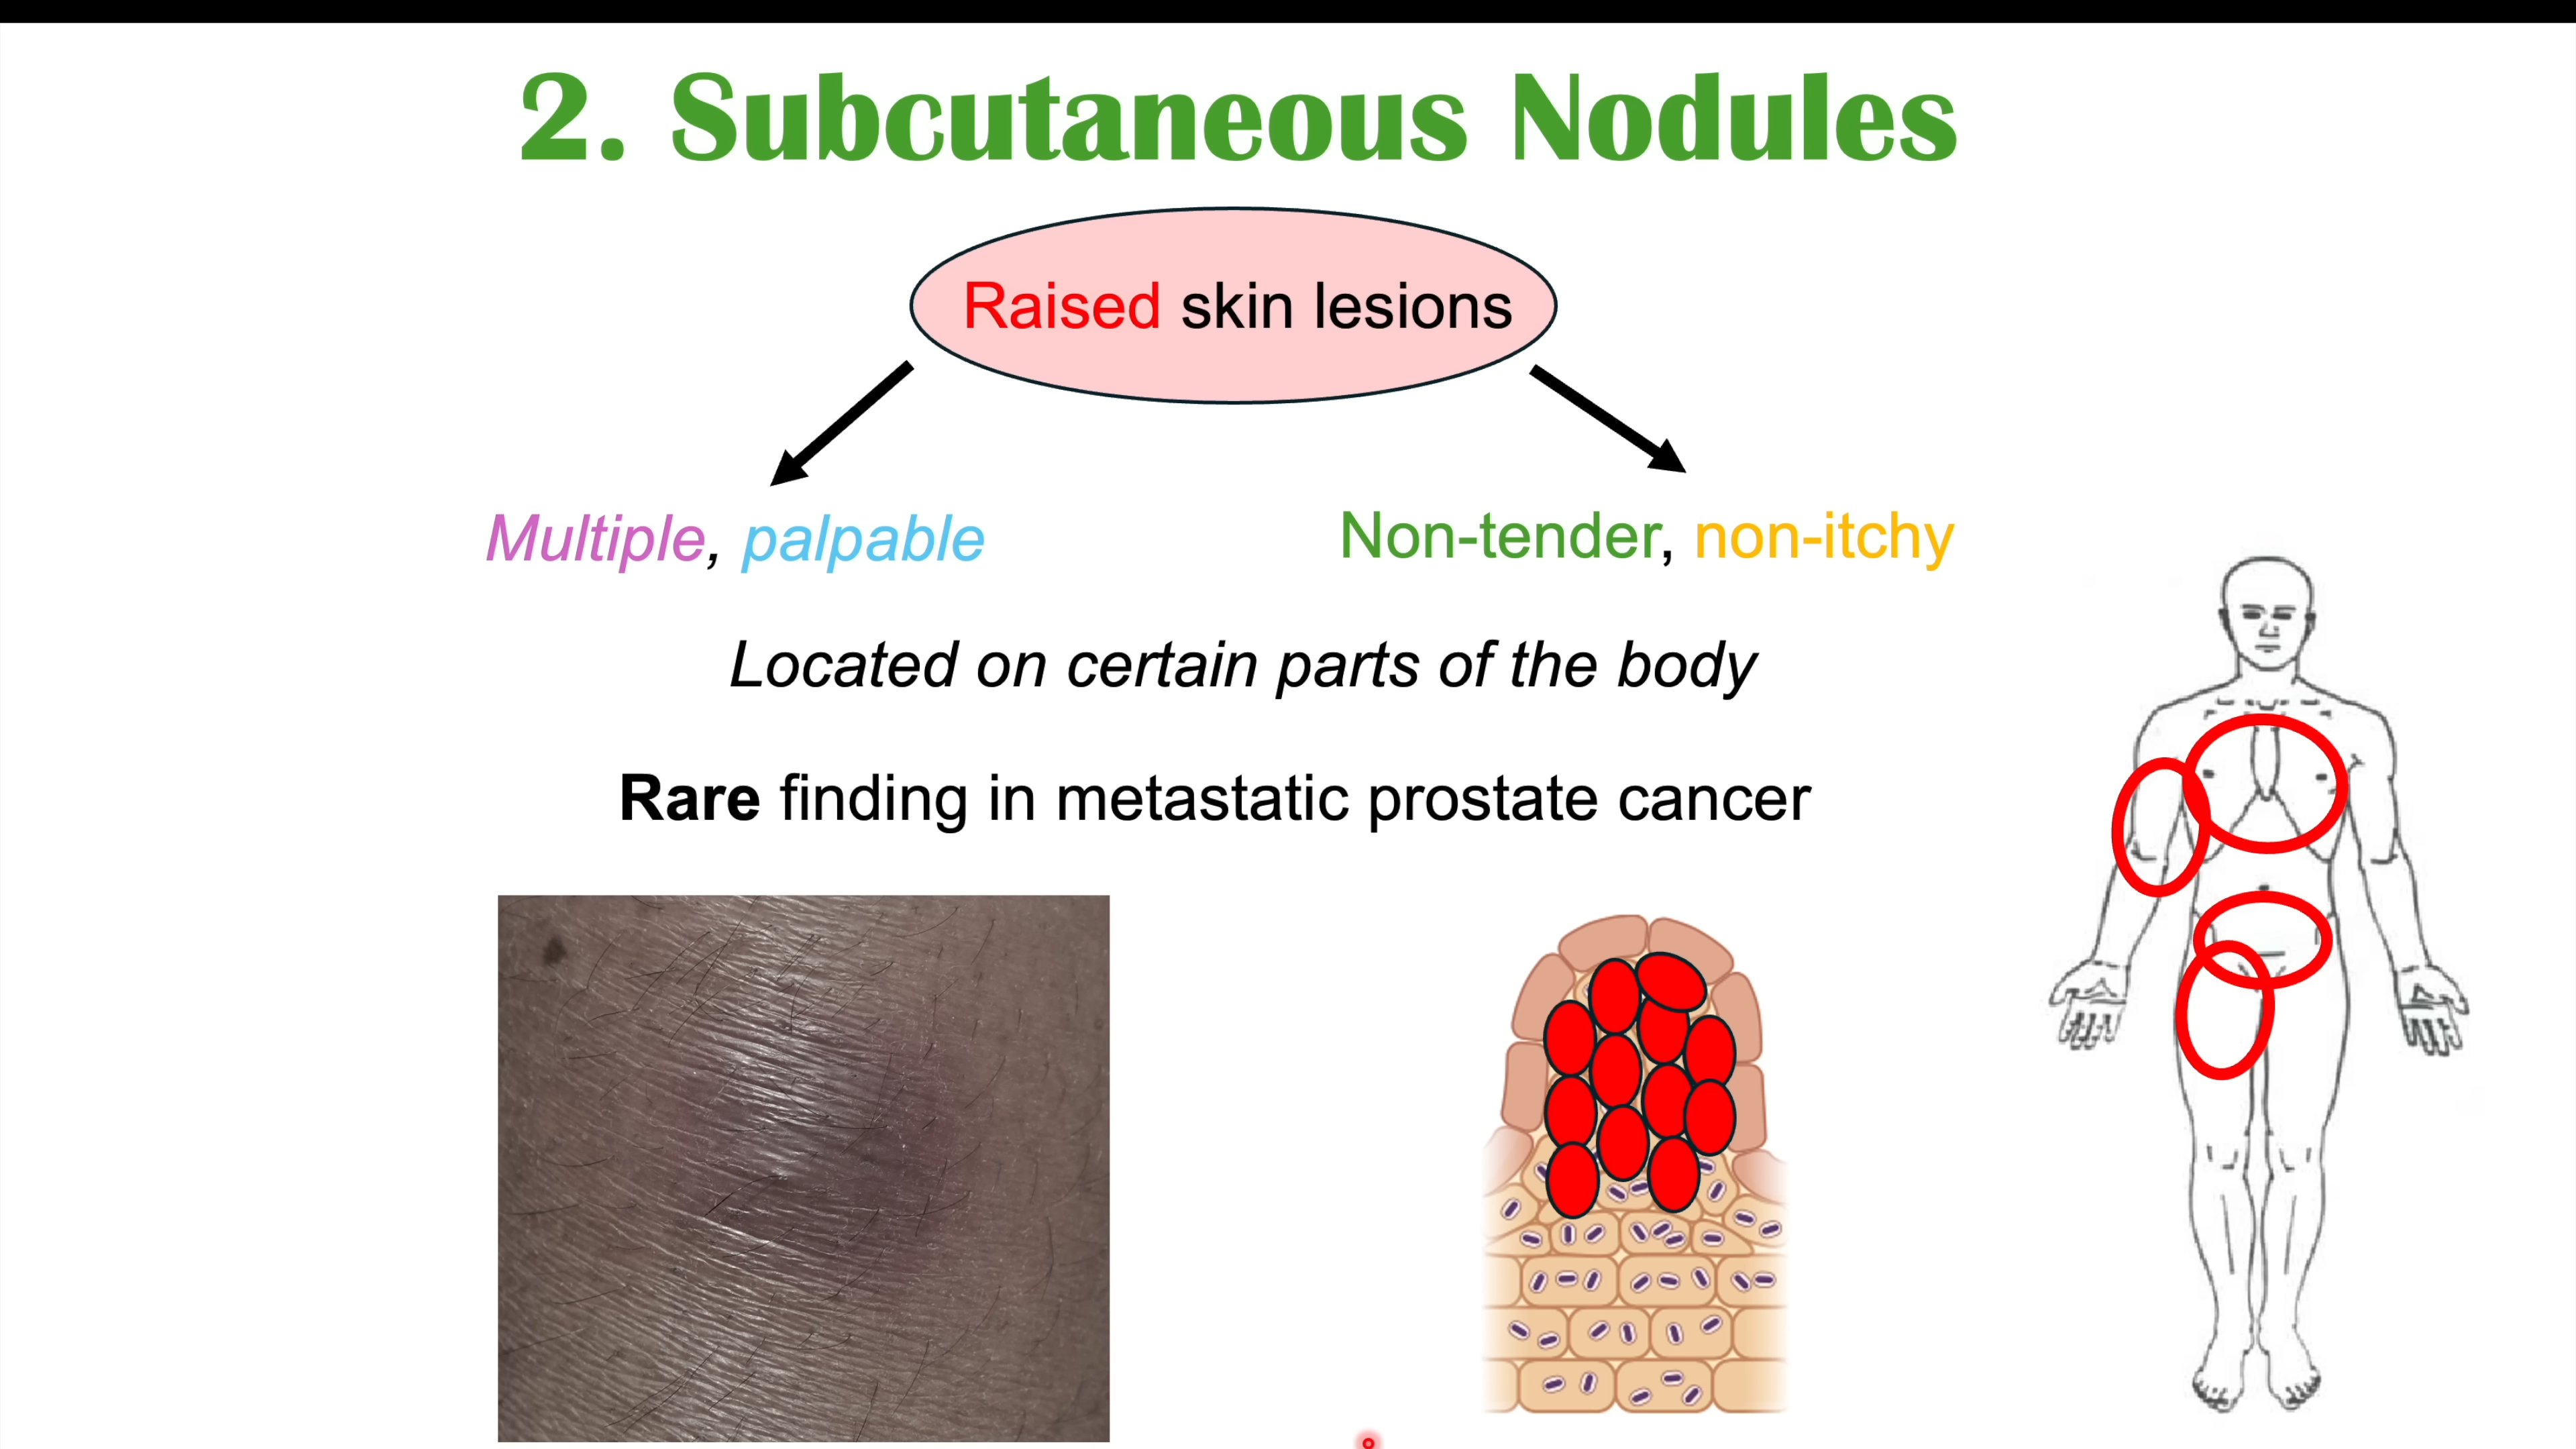 2. Subcutaneous Nodules
Raised skin lesions
Multiple, palpable
Non-tender, non-itchy
Located on certain parts of the body
Rare finding in metastatic prostate cancer